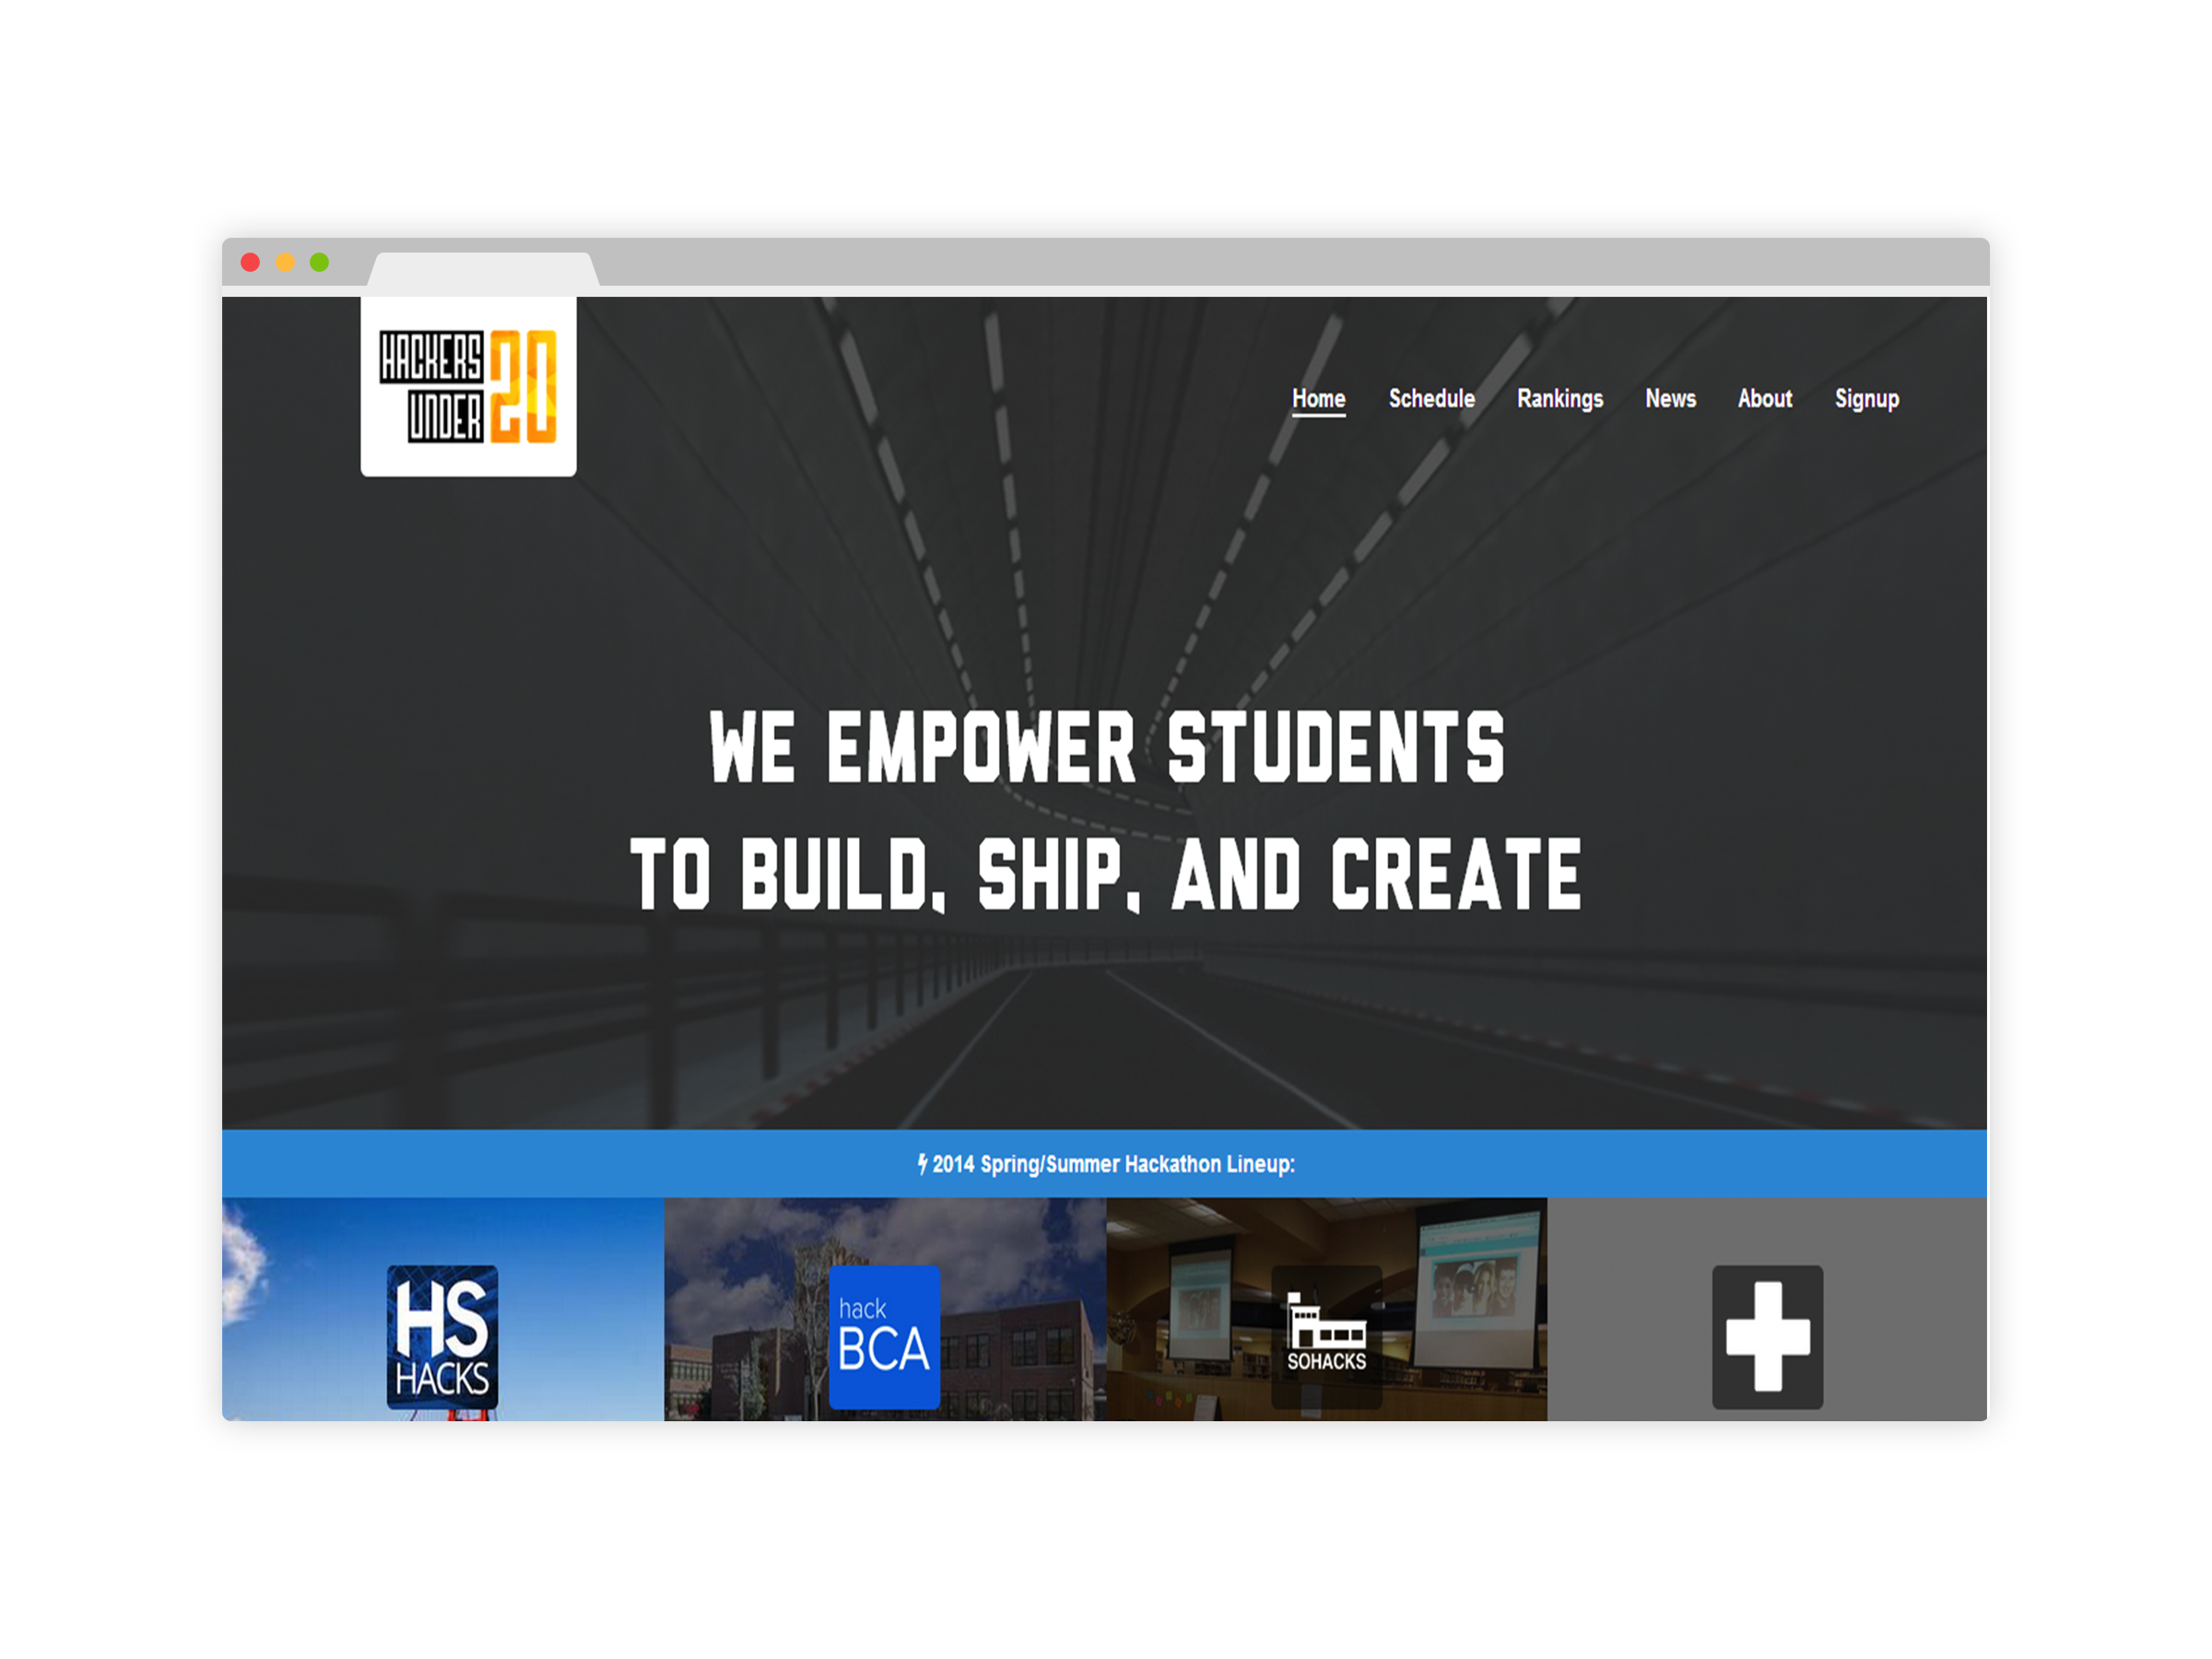 HACKERS
UNDER
20
Home Schedule Rankings News About Signup
WE EMPOWER STUDENTS
TO BUILD, SHIP, AND CREATE
2014 Spring/Summer Hackathon Lineup:
HS
HACKS
hack
BCA
SOHACKS